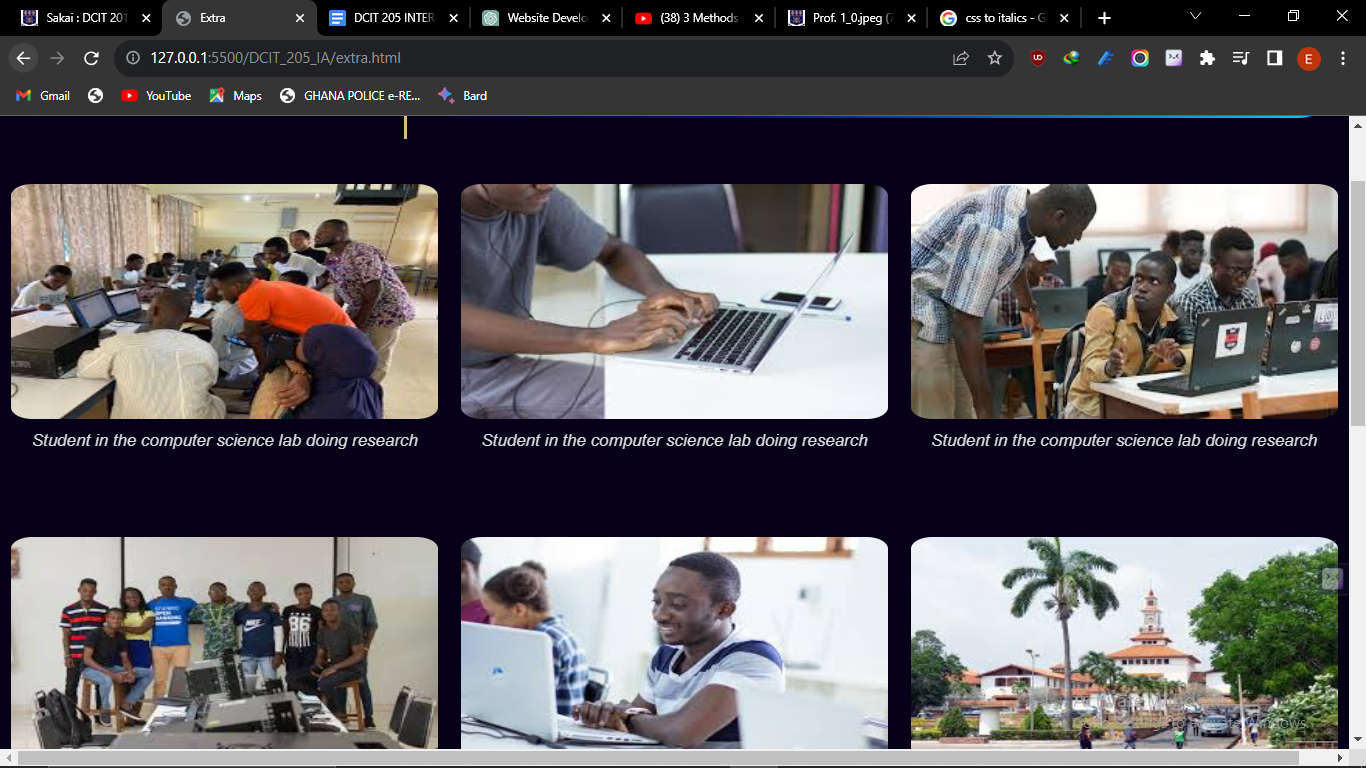 Sakai : DCIT 201
Extra
DCIT 205 INTER
Website Develo
(38) 3 Methods
Prof. 1_0.jpeg (7
css to italics - G
127.0.0.1:5500/DCIT_205_IA/extra.html
E
Gmail
YouTube
Maps
GHANA POLICE e-RE...
Bard
Student in the computer science lab doing research
Student in the computer science lab doing research
Student in the computer science lab doing research
NIKE
86